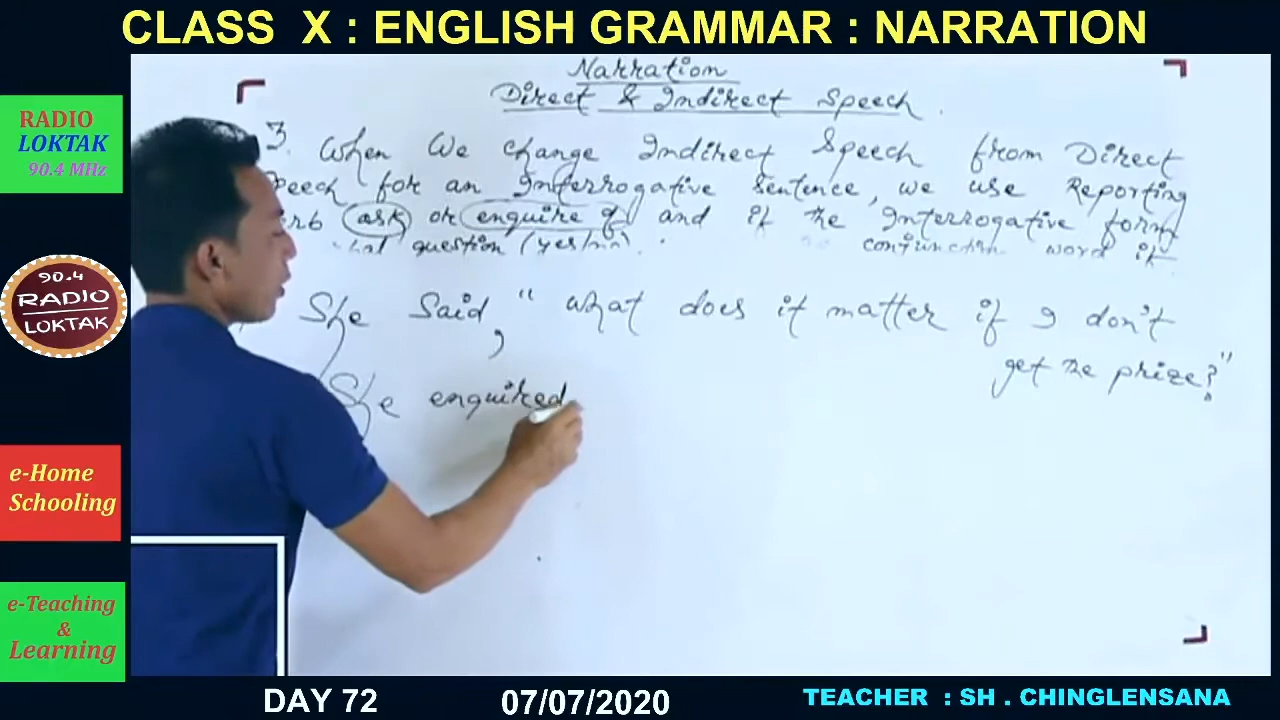 CLASS X : ENGLISH GRAMMAR : NARRATION
RADIO
LOKTAK
90.4 MHz
90.4
RADIO
LOKTAK
e-Home
Schooling
e-Teaching
&
Learning
Narration
Direct & Indirect Speech
3. When We change Indirect Speech from Direct
peech for an Interrogative Sentence, we use Reporting
rb ask or enquire of and if the Interrogative form
question (yes/no). conjunction word if
She Said, " what does it matter if I don't
get the prize?"
She enquired
DAY 72
07/07/2020
TEACHER : SH . CHINGLENSANA